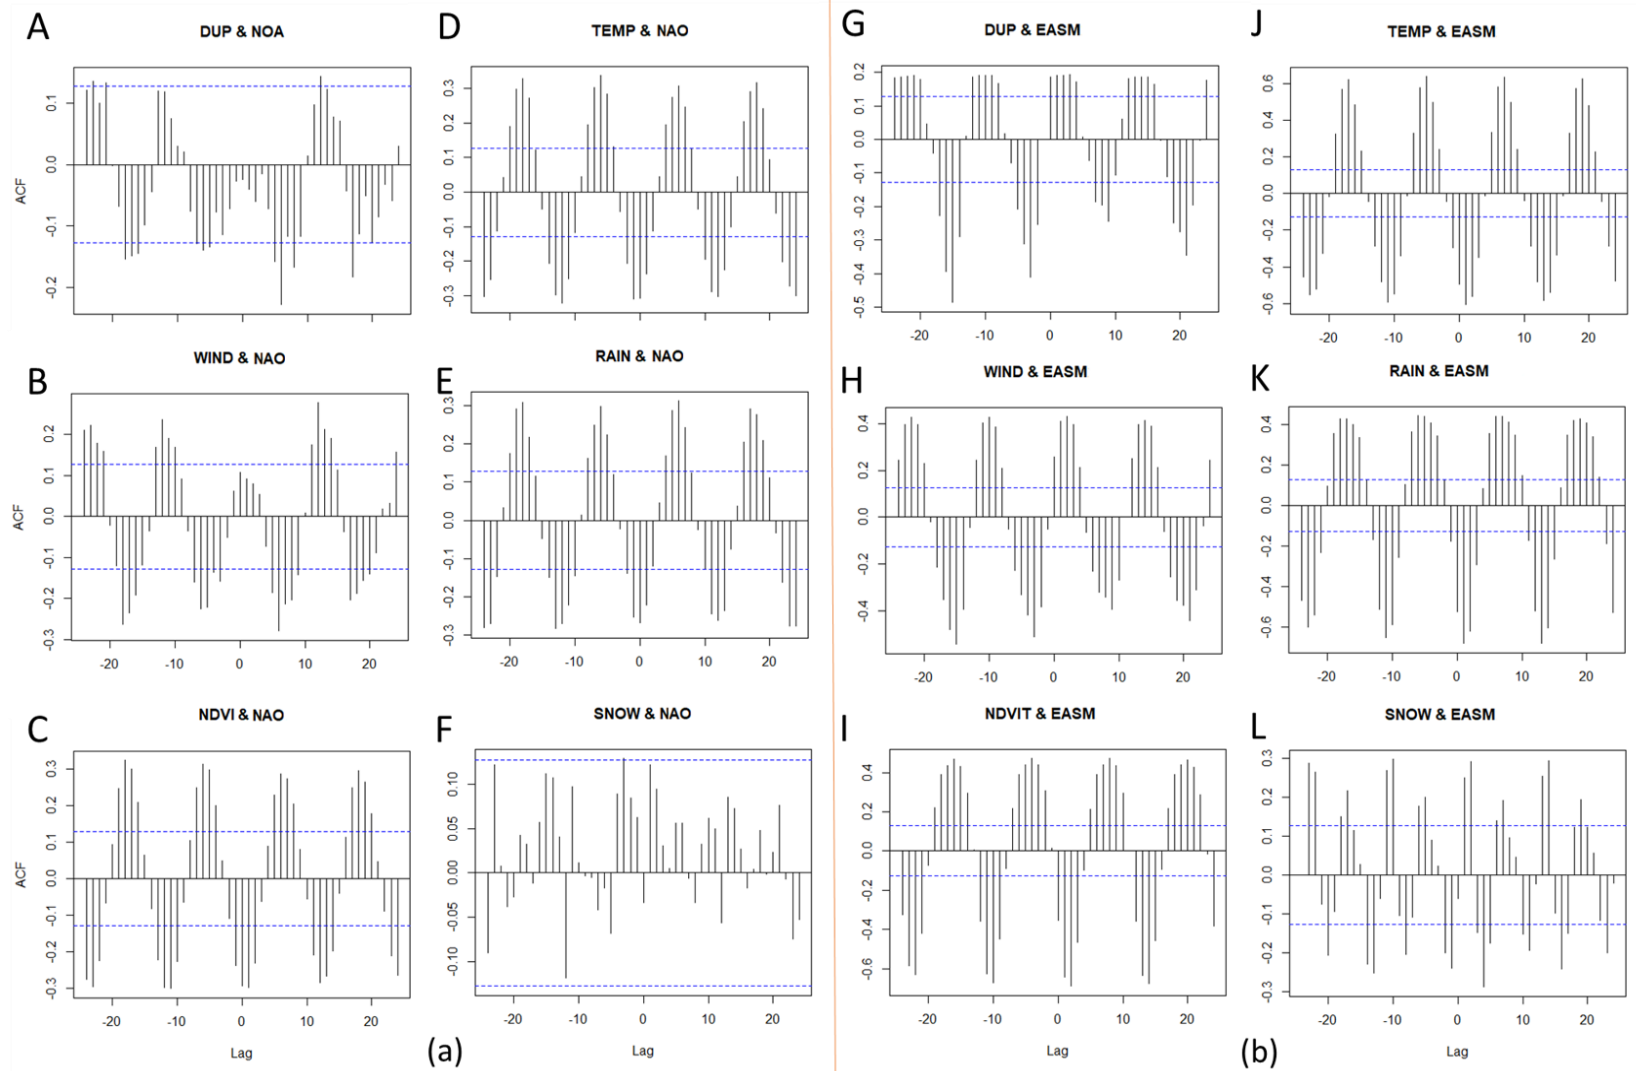 A
DUP & NOA
ACF
0.1
0.0
-0.1
-0.2
D
TEMP & NAO
0.3
0.2
0.1
0.0
-0.1
-0.2
-0.3
G
DUP & EASM
0.2
0.1
0.0
-0.1
-0.2
-0.3
-0.4
-0.5
-20 -10 0 10 20
J
TEMP & EASM
0.6
0.4
0.2
0.0
-0.2
-0.4
-0.6
-20 -10 0 10 20
B
WIND & NAO
ACF
0.2
0.1
0.0
-0.1
-0.2
-0.3
-20 -10 0 10 20
E
RAIN & NAO
0.3
0.2
0.1
0.0
-0.1
-0.2
-0.3
-20 -10 0 10 20
H
WIND & EASM
0.4
0.2
0.0
-0.2
-0.4
-20 -10 0 10 20
K
RAIN & EASM
0.4
0.2
0.0
-0.2
-0.4
-0.6
-20 -10 0 10 20
C
NDVI & NAO
ACF
0.3
0.2
0.1
0.0
-0.1
-0.2
-0.3
-20 -10 0 10 20
Lag
F
SNOW & NAO
0.10
0.05
0.00
-0.05
-0.10
-20 -10 0 10 20
(a)
I
NDVIT & EASM
0.4
0.2
0.0
-0.2
-0.4
-0.6
-20 -10 0 10 20
Lag
L
SNOW & EASM
0.3
0.2
0.1
0.0
-0.1
-0.2
-0.3
-20 -10 0 10 20
Lag
(b)